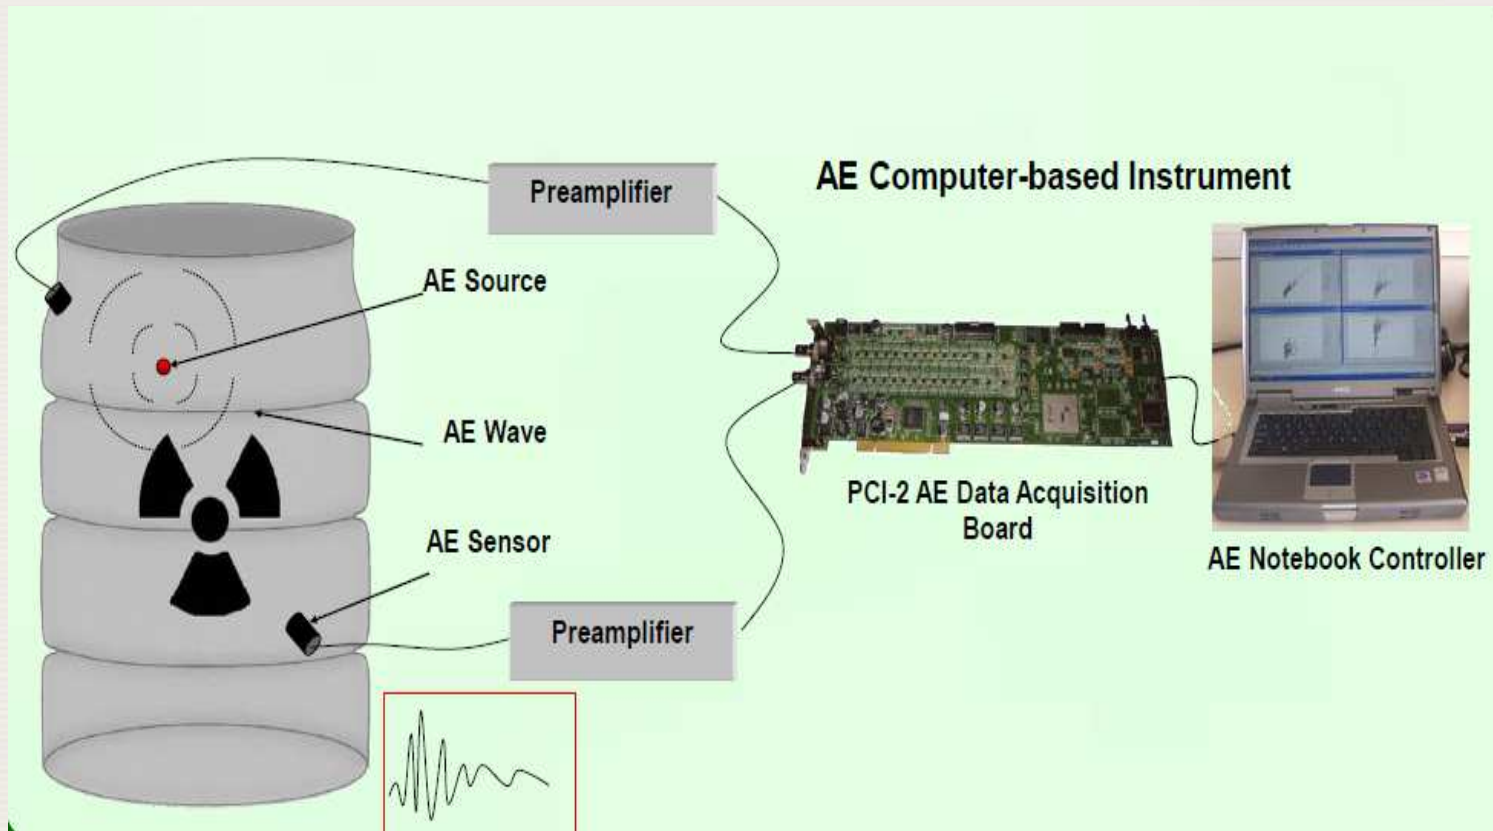 Preamplifier
AE Computer-based Instrument
AE Source
AE Wave
PCI-2 AE Data Acquisition
Board
AE Sensor
AE Notebook Controller
Preamplifier